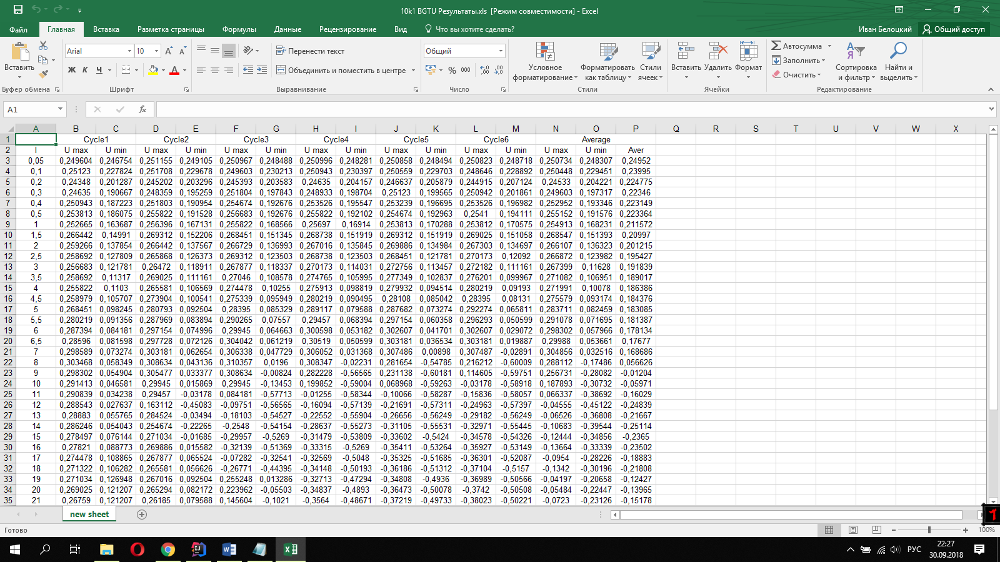 10k1 BGTU Результаты.xls  [Режим совместимости] - Excel
Файл Главная Вставка Разметка страницы Формулы Данные Рецензирование Вид Что вы хотите сделать? Иван Белоцкий Общий доступ
Вставить
Arial 10
Ж К Ч
Перенести текст
Объединить и поместить в центре
Общий
% 000
Условное форматирование
Форматировать как таблицу
Стили ячеек
Вставить Удалить Формат
Автосумма
Заполнить
Очистить
Сортировка и фильтр
Найти и выделить
Буфер обмена Шрифт Выравнивание Число Стили Ячейки Редактирование
A1 fx
A B C D E F G H I J K L M N O P Q R S T U V W X
1 Cycle1 Cycle2 Cycle3 Cycle4 Cycle5 Cycle6 Average
2 I U max U min U max U min U max U min U max U min U max U min U max U min U max U min Aver
3 0,05 0,249604 0,246754 0,251155 0,249105 0,250967 0,248488 0,250996 0,248281 0,250858 0,248494 0,250823 0,248718 0,250734 0,248307 0,24952
4 0,1 0,25123 0,227824 0,251708 0,229678 0,249603 0,230213 0,250943 0,230397 0,250559 0,229703 0,248646 0,228892 0,250448 0,229451 0,23995
5 0,2 0,24348 0,201287 0,245202 0,203296 0,245393 0,203583 0,24635 0,204157 0,246637 0,205879 0,244915 0,207124 0,24533 0,204221 0,224775
6 0,3 0,24635 0,190667 0,248359 0,195259 0,251804 0,197843 0,248933 0,198704 0,25123 0,199565 0,250942 0,201861 0,249603 0,197317 0,22346
7 0,4 0,250943 0,187223 0,251803 0,190954 0,254674 0,192676 0,253526 0,195547 0,253239 0,196695 0,253526 0,196982 0,252952 0,193346 0,223149
8 0,5 0,253813 0,186075 0,255822 0,191528 0,256683 0,192676 0,255822 0,192102 0,254674 0,192963 0,2541 0,194111 0,255152 0,191576 0,223364
9 1 0,252665 0,163687 0,256396 0,167131 0,255822 0,168566 0,25697 0,16914 0,253813 0,170288 0,253812 0,170575 0,254913 0,168231 0,211572
10 1,5 0,266442 0,14991 0,269312 0,152206 0,268451 0,151345 0,268738 0,151919 0,269312 0,151919 0,269025 0,151058 0,268547 0,151393 0,20997
11 2 0,259266 0,137854 0,266442 0,137567 0,266729 0,136993 0,267016 0,135845 0,269886 0,134984 0,267303 0,134697 0,266107 0,136323 0,201215
12 2,5 0,258692 0,127809 0,265868 0,126373 0,269312 0,123503 0,268738 0,123503 0,268451 0,121781 0,270173 0,12092 0,266872 0,123982 0,195427
13 3 0,256683 0,121781 0,26472 0,118911 0,267877 0,118337 0,270173 0,114031 0,272756 0,113457 0,272182 0,111161 0,267399 0,11628 0,191839
14 3,5 0,258692 0,11317 0,269025 0,111161 0,27046 0,108578 0,274765 0,105995 0,277349 0,102837 0,276201 0,099967 0,271082 0,106951 0,189017
15 4 0,255822 0,1103 0,265581 0,106569 0,274478 0,10255 0,275913 0,098819 0,279932 0,094514 0,280219 0,09193 0,271991 0,10078 0,186386
16 4,5 0,258979 0,105707 0,273904 0,100541 0,275339 0,095949 0,280219 0,090495 0,28108 0,085042 0,28395 0,08131 0,275579 0,093174 0,184376
17 5 0,268451 0,098245 0,280793 0,092504 0,28395 0,085329 0,289117 0,079588 0,287682 0,073274 0,292274 0,065811 0,283711 0,082459 0,183085
18 5,5 0,280219 0,091356 0,287969 0,083894 0,290265 0,07557 0,29457 0,068394 0,297154 0,060358 0,296293 0,050599 0,291078 0,071695 0,181387
19 6 0,287394 0,084181 0,297154 0,074996 0,29945 0,064663 0,300598 0,053182 0,302607 0,041701 0,302607 0,029072 0,298302 0,057966 0,178134
20 6,5 0,28596 0,081598 0,297728 0,072126 0,304042 0,061219 0,30519 0,050599 0,303181 0,036534 0,303181 0,019887 0,29988 0,053661 0,17677
21 7 0,298589 0,073274 0,303181 0,062654 0,306338 0,047729 0,306052 0,031368 0,307486 0,00898 0,307487 -0,02891 0,304856 0,032516 0,168686
22 8 0,303468 0,058349 0,308634 0,043136 0,310357 0,0196 0,308347 -0,02231 0,281654 -0,54785 0,216212 -0,60009 0,288112 -0,17486 0,056626
23 9 0,298302 0,054904 0,305477 0,033377 0,308634 -0,00824 0,282228 -0,56565 0,231138 -0,60181 0,114605 -0,59751 0,256731 -0,28082 -0,01204
24 10 0,291413 0,046581 0,29945 0,015869 0,29945 -0,13453 0,199852 -0,59004 0,068968 -0,59263 -0,03178 -0,58918 0,187893 -0,30732 -0,05971
25 11 0,290839 0,034238 0,29457 -0,03178 0,084181 -0,57713 -0,01255 -0,58344 -0,10066 -0,58287 -0,15836 -0,58057 0,066337 -0,38692 -0,16029
26 12 0,288543 0,027637 0,163112 -0,45083 -0,09751 -0,56565 -0,16094 -0,57139 -0,21691 -0,57311 -0,24963 -0,57397 -0,04555 -0,45122 -0,24839
27 13 0,28883 0,055765 0,284524 -0,03494 -0,18103 -0,54527 -0,22552 -0,55904 -0,26656 -0,56249 -0,29182 -0,56249 -0,06526 -0,36808 -0,21667
28 14 0,286246 0,054043 0,254674 -0,22265 -0,2548 -0,54154 -0,28637 -0,55273 -0,31105 -0,55531 -0,32971 -0,55445 -0,10683 -0,39544 -0,25114
29 15 0,278497 0,076144 0,271034 -0,01685 -0,29957 -0,5269 -0,31479 -0,53809 -0,33602 -0,5424 -0,34578 -0,54326 -0,12444 -0,34856 -0,2365
30 16 0,27821 0,088773 0,269886 0,015582 -0,32139 -0,51369 -0,33315 -0,5269 -0,35411 -0,53264 -0,35927 -0,53149 -0,13664 -0,33339 -0,23502
31 17 0,274478 0,108865 0,267877 0,065524 -0,07282 -0,32541 -0,32569 -0,5048 -0,35325 -0,51685 -0,36301 -0,52087 -0,0954 -0,28226 -0,18883
32 18 0,271322 0,106282 0,265581 0,056626 -0,26771 -0,44395 -0,34148 -0,50193 -0,36186 -0,51312 -0,37104 -0,5157 -0,1342 -0,30196 -0,21808
33 19 0,271034 0,126948 0,267016 0,092504 0,255248 0,013286 -0,32713 -0,47294 -0,34808 -0,4936 -0,36989 -0,50566 -0,04197 -0,20658 -0,12427
34 20 0,269025 0,121207 0,265294 0,082172 0,223962 -0,05503 -0,34837 -0,4893 -0,36473 -0,50078 -0,3742 -0,50508 -0,05484 -0,22447 -0,13965
35 21 0,26759 0,121207 0,26185 0,079588 0,145604 -0,1021 -0,3564 -0,48671 -0,37219 -0,49733 -0,38023 -0,50221 -0,0723 -0,23126 -0,15178
new sheet
Готово 100%
РУС 22:27
30.09.2018